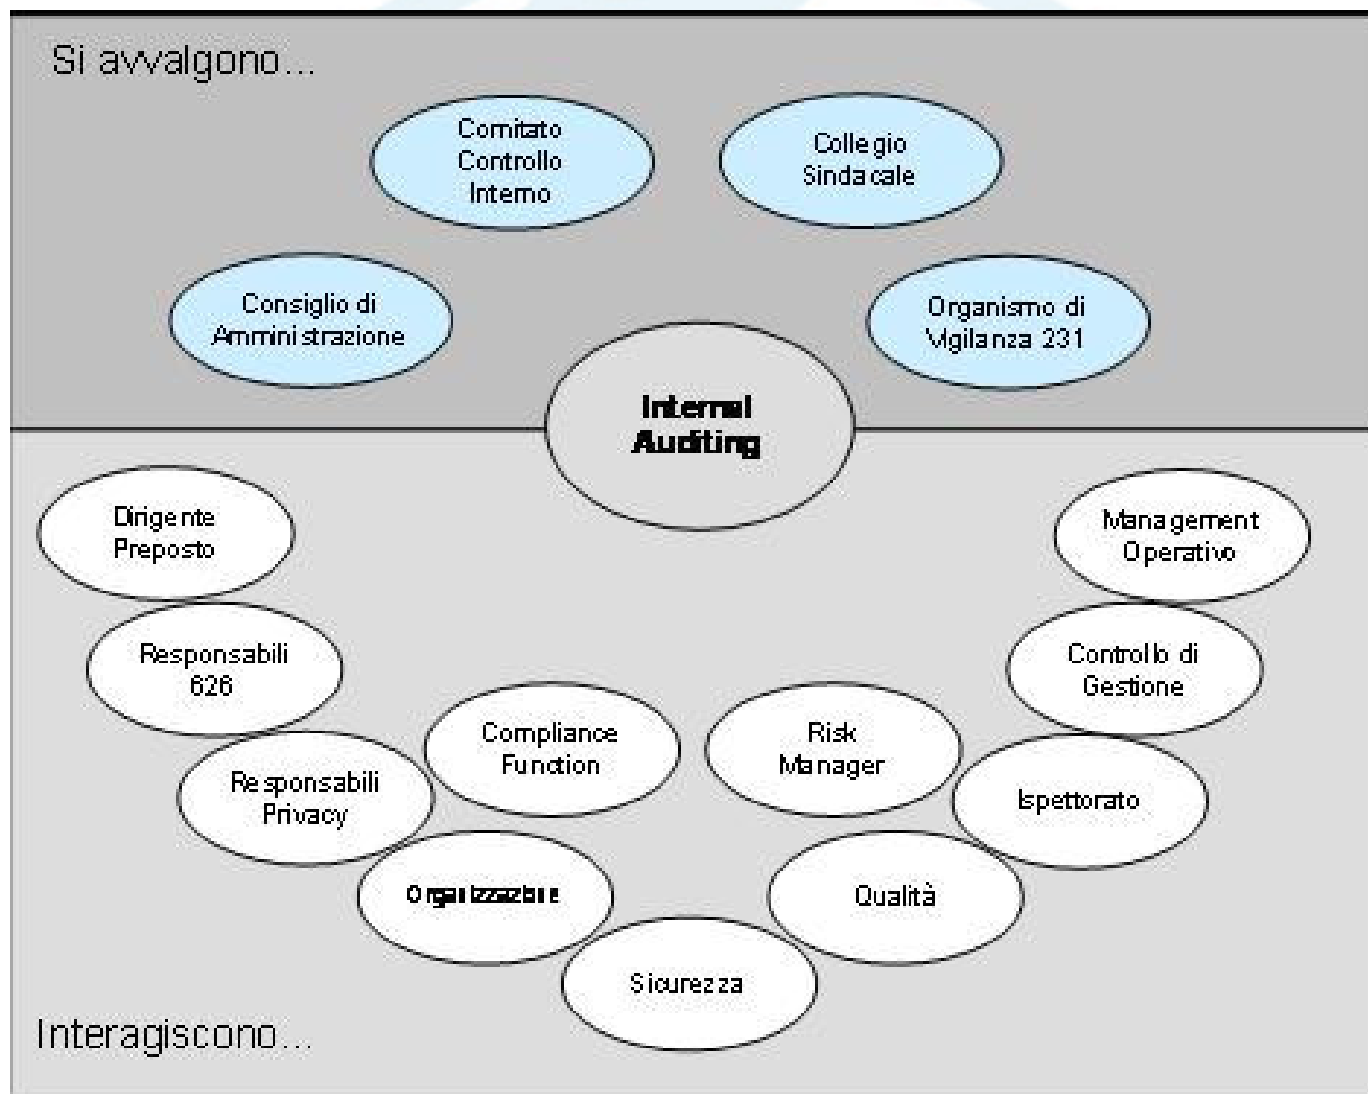 Si avvalgono...
Comitato
Controllo
Interno
Collegio
Sindacale
Consiglio di
Amministrazione
Organismo di
Vigilanza 231
Internal
Auditing
Dirigente
Preposto
Management
Operativo
Responsabili
626
Controllo di
Gestione
Compliance
Function
Risk
Manager
Responsabili
Privacy
Ispettorato
Organizzazione
Qualità
Sicurezza
Interagiscono...